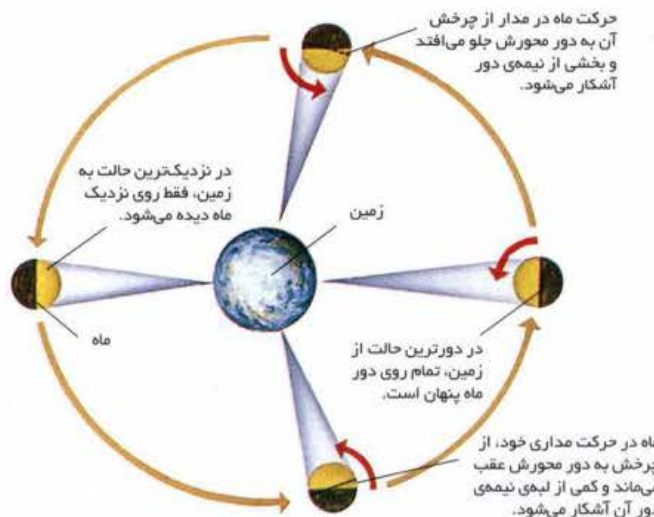 حرکت ماه در مدار از چرخش
آن به دور محورش جلو می‌افتد
و بخشی از نیمه‌ی دور
آشکار می‌شود.
در نزدیک‌ترین حالت به
زمین، فقط روی نزدیک
ماه دیده می‌شود.
زمین
ماه
در دورترین حالت از
زمین، تمام روی دور
ماه پنهان است.
ماه در حرکت مداری خود، از
چرخش به دور محورش عقب
می‌ماند و کمی از لبه‌ی نیمه‌ی
دور آن آشکار می‌شود.